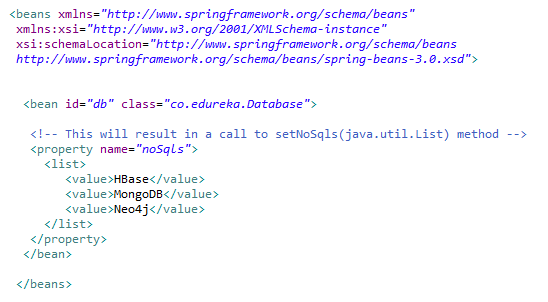 <beans xmlns="http://www.springframework.org/schema/beans"
xmlns:xsi="http://www.w3.org/2001/XMLSchema-instance"
xsi:schemaLocation="http://www.springframework.org/schema/beans
http://www.springframework.org/schema/beans/spring-beans-3.0.xsd">
<bean id="db" class="co.edureka.Database">
<!-- This will result in a call to setNoSqls(java.util.List) method -->
<property name="noSqls">
<list>
<value>HBase</value>
<value>MongoDB</value>
<value>Neo4j</value>
</list>
</property>
</bean>
</beans>